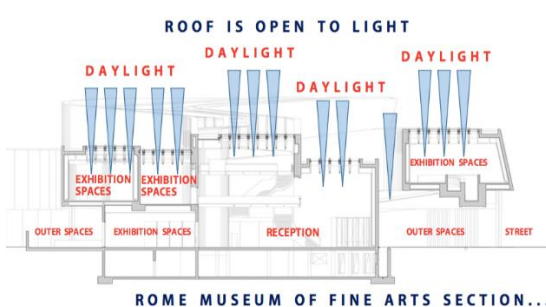 ROOF IS OPEN TO LIGHT
DAYLIGHT
DAYLIGHT
DAYLIGHT
DAYLIGHT
EXHIBITION SPACES
EXHIBITION
SPACES
EXHIBITION
SPACES
OUTER SPACES
EXHIBITION SPACES
RECEPTION
OUTER SPACES
STREET
ROME MUSEUM OF FINE ARTS SECTION..